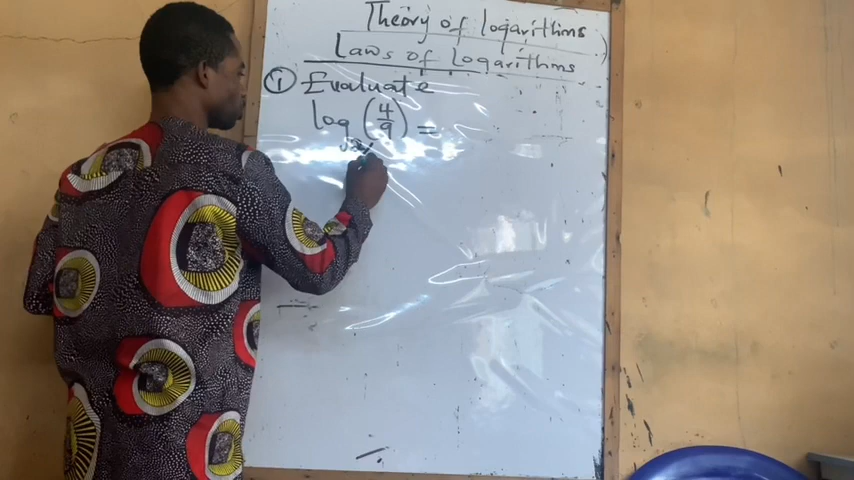 Theory of logarithms
Laws of Logarithms
① Evaluate
log (4/9) =